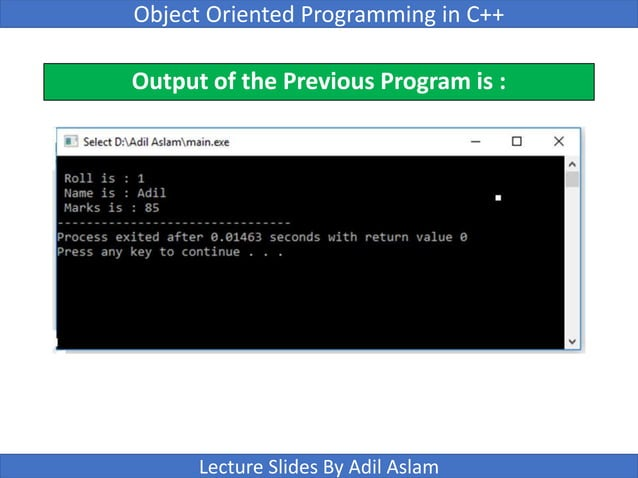 Object Oriented Programming in C++
Output of the Previous Program is :
Select D:\Adil Aslam\main.exe
Roll is : 1
Name is : Adil
Marks is : 85
--------------------------------
Process exited after 0.01463 seconds with return value 0
Press any key to continue . . .
Lecture Slides By Adil Aslam